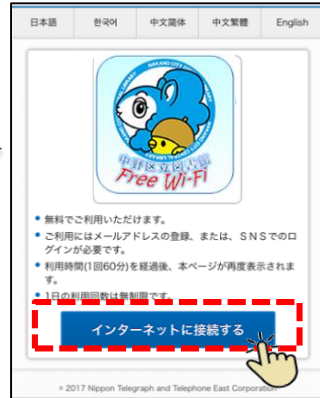 日本語 한국어 中文简体 中文繁體 English
NAKANO CITY
中野区立図書館
Free Wi-Fi
無料でご利用いただけます。
ご利用にはメールアドレスの登録、または、SNSでのロ
グインが必要です。
利用時間(1回60分)を経過後、本ページが再度表示されま
す。
1日の利用回数は無制限です。
インターネットに接続する
© 2017 Nippon Telegraph and Telephone East Corporation